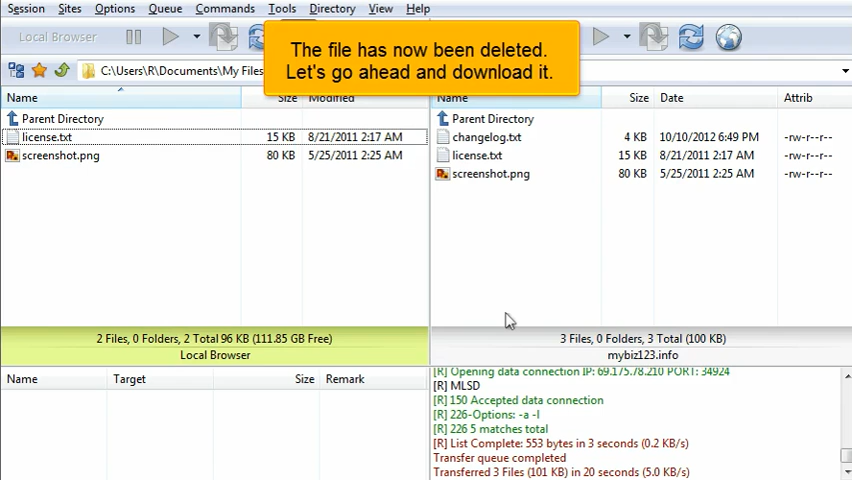 Session Sites Options Queue Commands Tools Directory View Help
Local Browser
The file has now been deleted.
Let's go ahead and download it.
C:\Users\R\Documents\My Files
Name Size Modified
Parent Directory
license.txt 15 KB 8/21/2011 2:17 AM
screenshot.png 80 KB 5/25/2011 2:25 AM
2 Files, 0 Folders, 2 Total 96 KB (111.85 GB Free)
Local Browser
Name Size Date Attrib
Parent Directory
changelog.txt 4 KB 10/10/2012 6:49 PM -rw-r--r--
license.txt 15 KB 8/21/2011 2:17 AM -rw-r--r--
screenshot.png 80 KB 5/25/2011 2:25 AM -rw-r--r--
3 Files, 0 Folders, 3 Total (100 KB)
mybiz123.info
Name Target Size Remark
[R] Opening data connection IP: 69.175.78.210 PORT: 34924
[R] MLSD
[R] 150 Accepted data connection
[R] 226-Options: -a -l
[R] 226 5 matches total
[R] List Complete: 553 bytes in 3 seconds (0.2 KB/s)
Transfer queue completed
Transferred 3 Files (101 KB) in 20 seconds (5.0 KB/s)